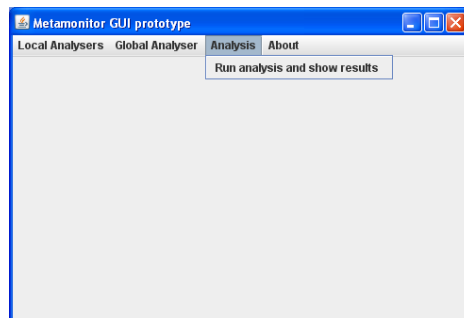 Metamonitor GUI prototype
Local Analysers Global Analyser Analysis About
Run analysis and show results